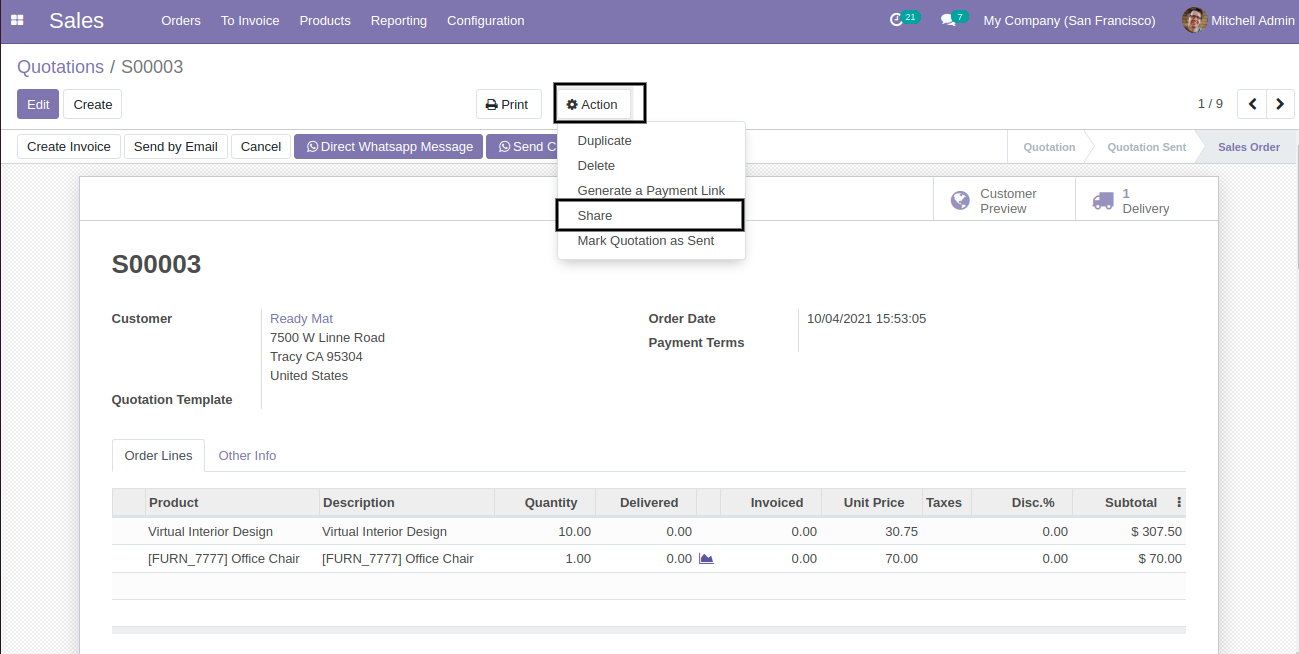 Sales Orders To Invoice Products Reporting Configuration 21 7 My Company (San Francisco) Mitchell Admin
Quotations / S00003
Edit Create Print Action 1 / 9
Create Invoice Send by Email Cancel Direct Whatsapp Message Send C Quotation Quotation Sent Sales Order
Duplicate
Delete
Generate a Payment Link
Share
Mark Quotation as Sent
Customer Preview
1 Delivery
S00003
Customer Ready Mat
7500 W Linne Road
Tracy CA 95304
United States
Quotation Template
Order Date 10/04/2021 15:53:05
Payment Terms
Order Lines Other Info
Product Description Quantity Delivered Invoiced Unit Price Taxes Disc.% Subtotal
Virtual Interior Design Virtual Interior Design 10.00 0.00 0.00 30.75 0.00 $ 307.50
[FURN_7777] Office Chair [FURN_7777] Office Chair 1.00 0.00 0.00 70.00 0.00 $ 70.00